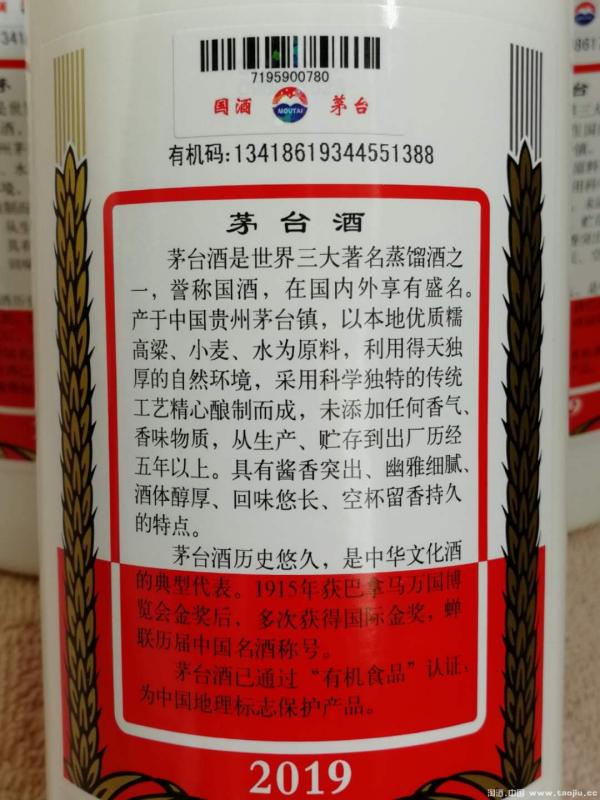 7195900780
国酒 MOUTAI 茅台
有机码:13418619344551388
茅台酒
茅台酒是世界三大著名蒸馏酒之
一，誉称国酒，在国内外享有盛名。
产于中国贵州茅台镇，以本地优质糯
高粱、小麦、水为原料，利用得天独
厚的自然环境，采用科学独特的传统
工艺精心酿制而成，未添加任何香气、
香味物质，从生产、贮存到出厂历经
五年以上。具有酱香突出、幽雅细腻、
酒体醇厚、回味悠长、空杯留香持久
的特点。
茅台酒历史悠久，是中华文化酒
的典型代表。1915年获巴拿马万国博
览会金奖后，多次获得国际金奖，蝉
联历届中国名酒称号。
茅台酒已通过“有机食品”认证，
为中国地理标志保护产品。
2019
淘酒.中国 www.taojiu.cc